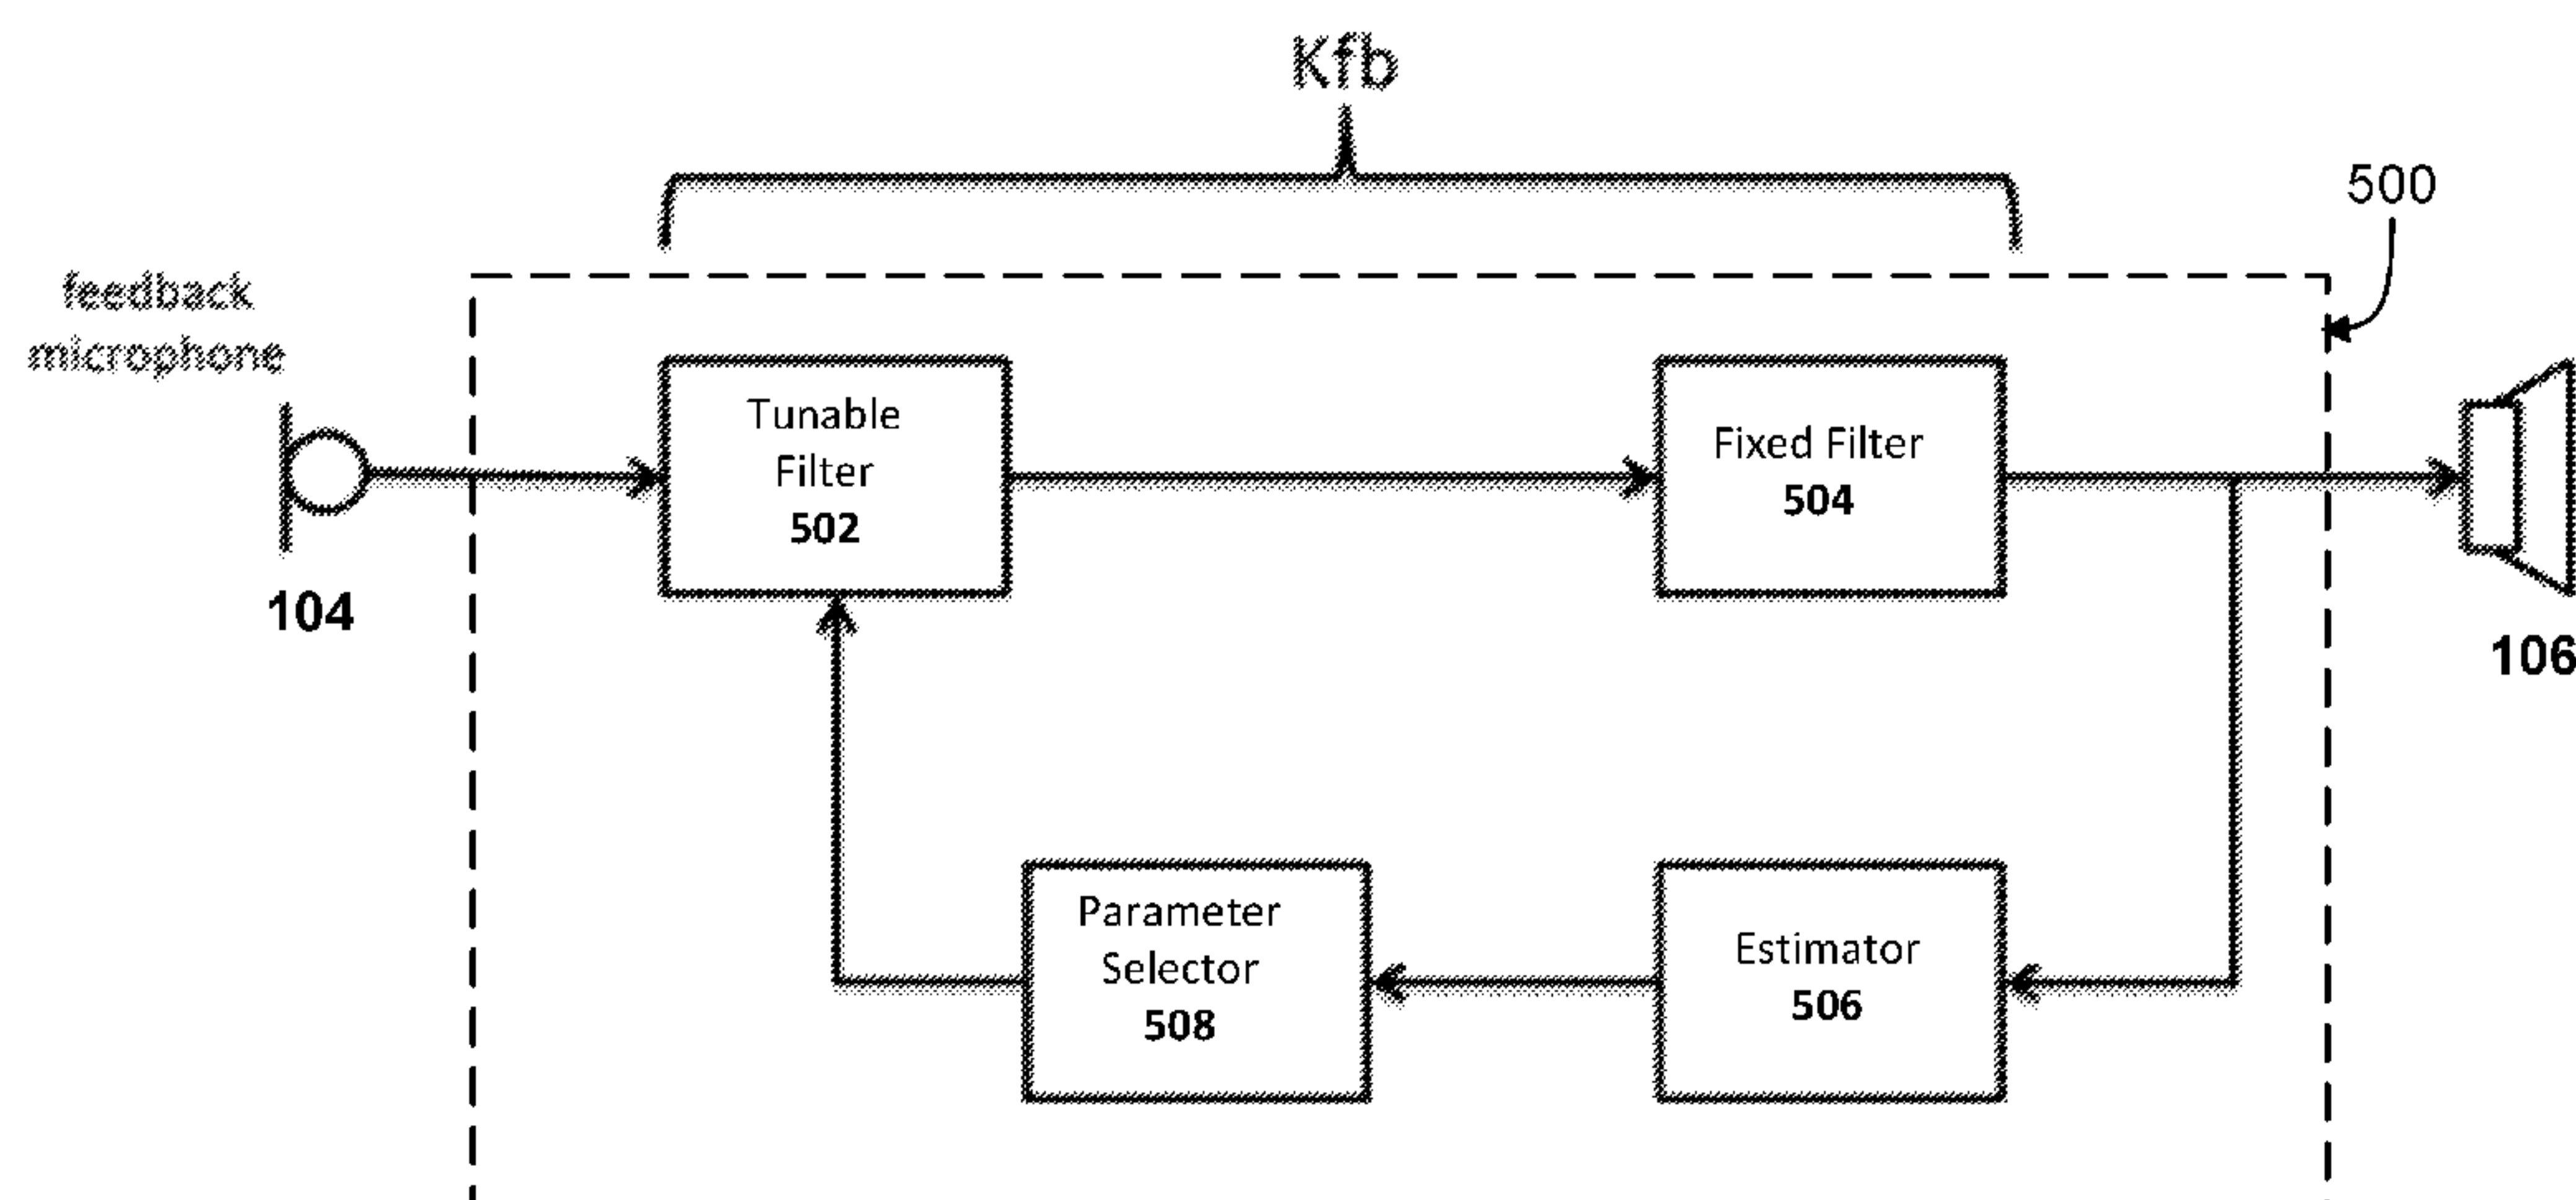 Kfb
500
feedback
microphone
104
Tunable
Filter
502
Fixed Filter
504
106
Parameter
Selector
508
Estimator
506